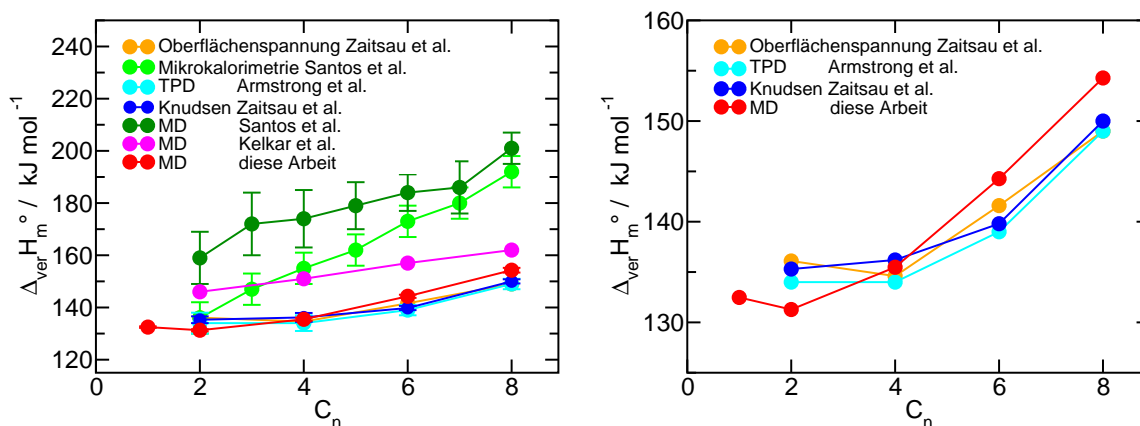 240
220
200
180
160
140
120
Δ_ver H_m° / kJ mol⁻¹
Oberflächenspannung Zaitsau et al.
Mikrokalorimetrie Santos et al.
TPD Armstrong et al.
Knudsen Zaitsau et al.
MD Santos et al.
MD Kelkar et al.
MD diese Arbeit
0 2 4 6 8
C_n
160
150
140
130
Δ_ver H_m° / kJ mol⁻¹
Oberflächenspannung Zaitsau et al.
TPD Armstrong et al.
Knudsen Zaitsau et al.
MD diese Arbeit
0 2 4 6 8
C_n